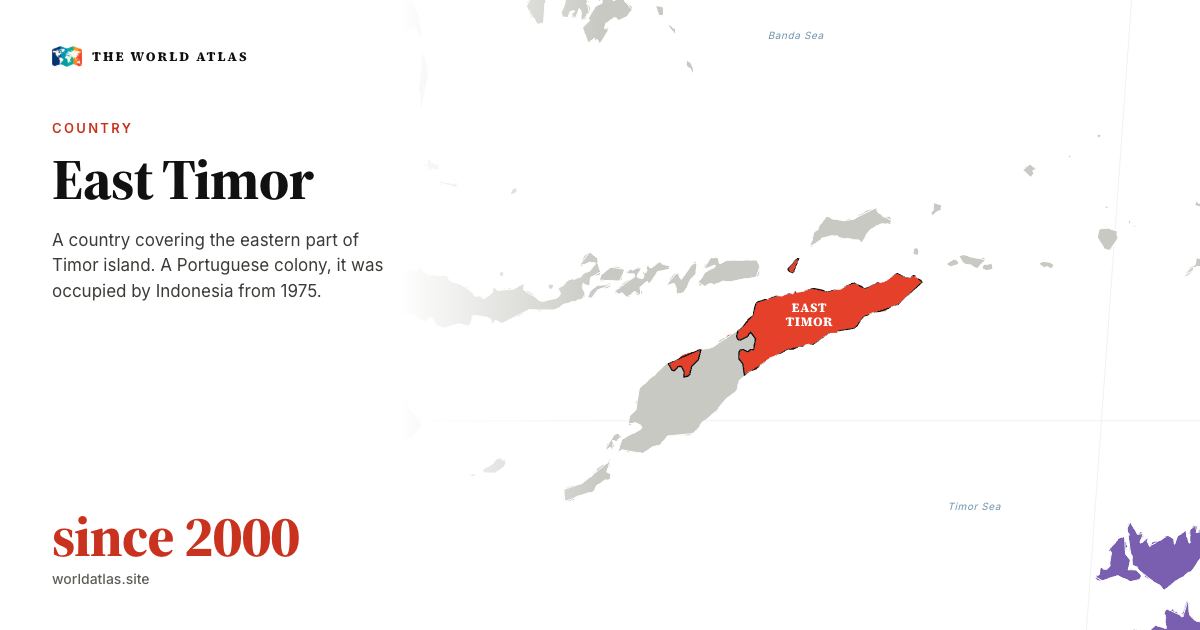 THE WORLD ATLAS
COUNTRY
East Timor
A country covering the eastern part of
Timor island. A Portuguese colony, it was
occupied by Indonesia from 1975.
since 2000
worldatlas.site
Banda Sea
EAST
TIMOR
Timor Sea